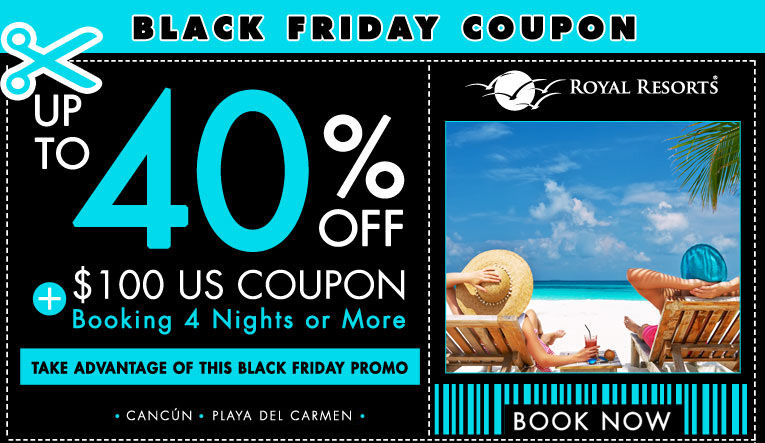 BLACK FRIDAY COUPON
UP
TO
40%
OFF
+ $100 US COUPON
Booking 4 Nights or More
TAKE ADVANTAGE OF THIS BLACK FRIDAY PROMO
• CANCÚN • PLAYA DEL CARMEN •
ROYAL RESORTS®
BOOK NOW